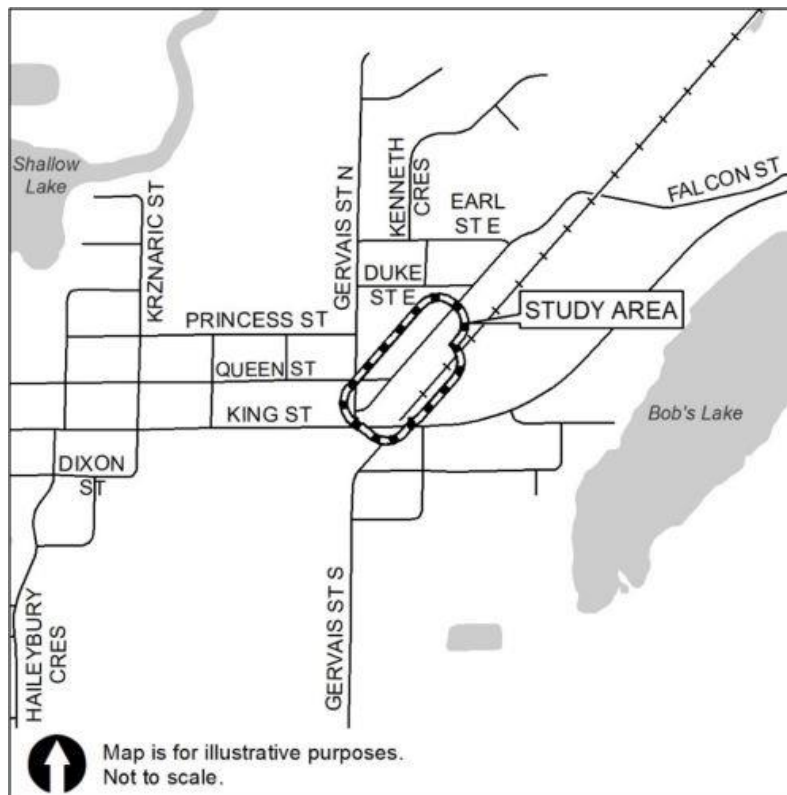 Shallow
Lake
KRZNARIC ST
GERVAIS ST N
KENNETH
CRES
EARL
ST E
FALCON ST
DUKE
ST E
STUDY AREA
PRINCESS ST
QUEEN ST
KING ST
Bob's Lake
DIXON
ST
HAILEYBURY
CRES
GERVAIS ST S
Map is for illustrative purposes.
Not to scale.